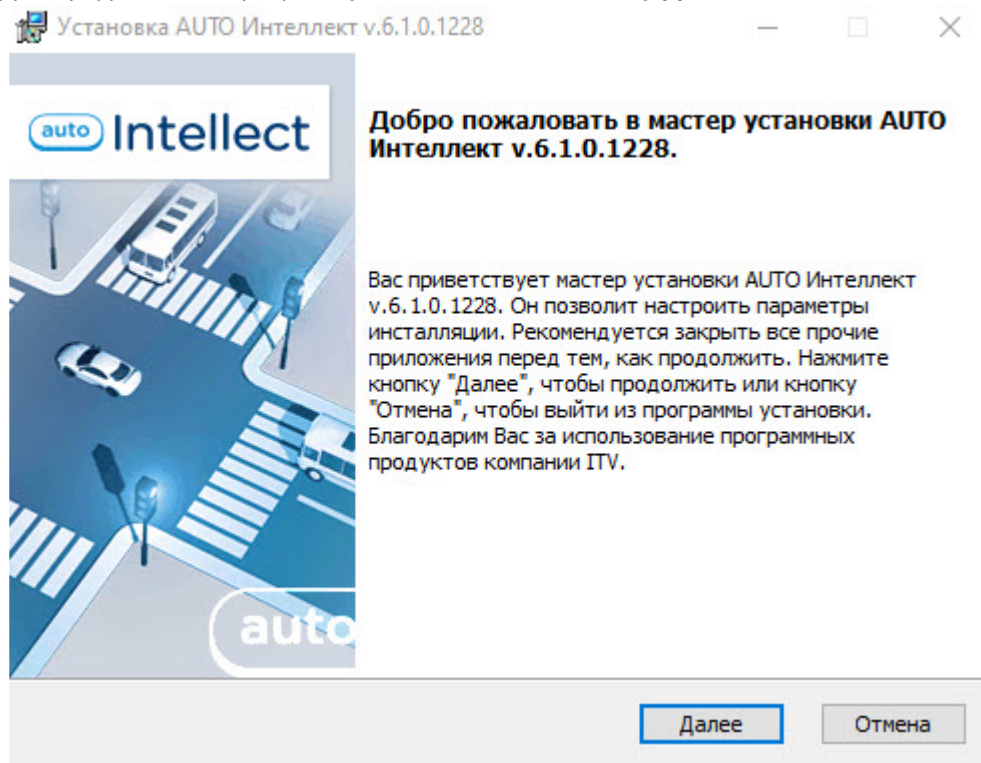 Установка AUTO Интеллект v.6.1.0.1228
auto Intellect
Добро пожаловать в мастер установки AUTO
Интеллект v.6.1.0.1228.
Вас приветствует мастер установки AUTO Интеллект
v.6.1.0.1228. Он позволит настроить параметры
инсталляции. Рекомендуется закрыть все прочие
приложения перед тем, как продолжить. Нажмите
кнопку "Далее", чтобы продолжить или кнопку
"Отмена", чтобы выйти из программы установки.
Благодарим Вас за использование программных
продуктов компании ITV.
auto
Далее
Отмена